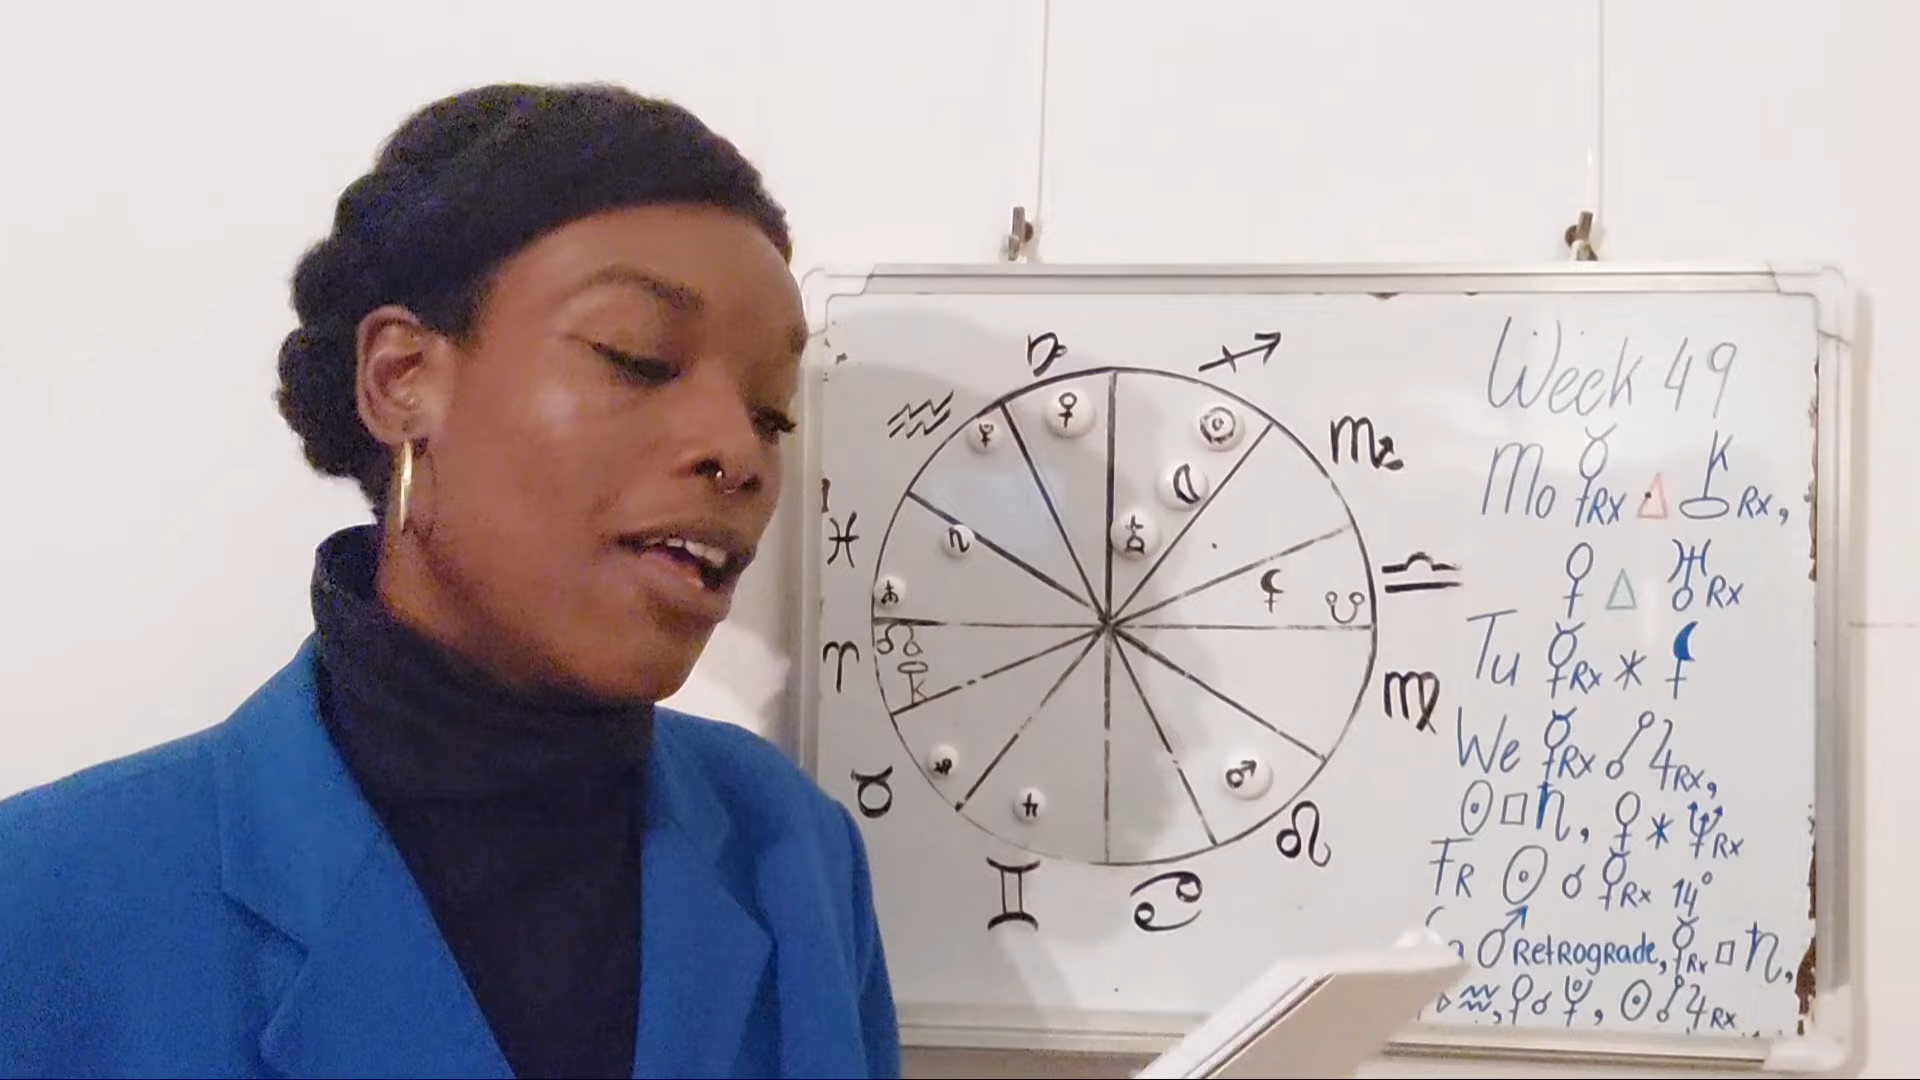 Week 49
Mo ☿Rx △ ⚷Rx,
♀ △ ♅Rx
Tu ☿Rx ⚹ ⚸
We ☿Rx ☍ ♃Rx,
☉ □ ♄, ♀ ⚹ ♆Rx
Fr ☉ ☌ ☿Rx 14°
♂ Retrograde, ☿Rx □ ♄,
♒, ♀ ☌ ♇, ☉ ☍ ♃Rx
♑ ♐
♒ ♏
♓ ♎
♈ ♍
♉ ♌
♊ ♋